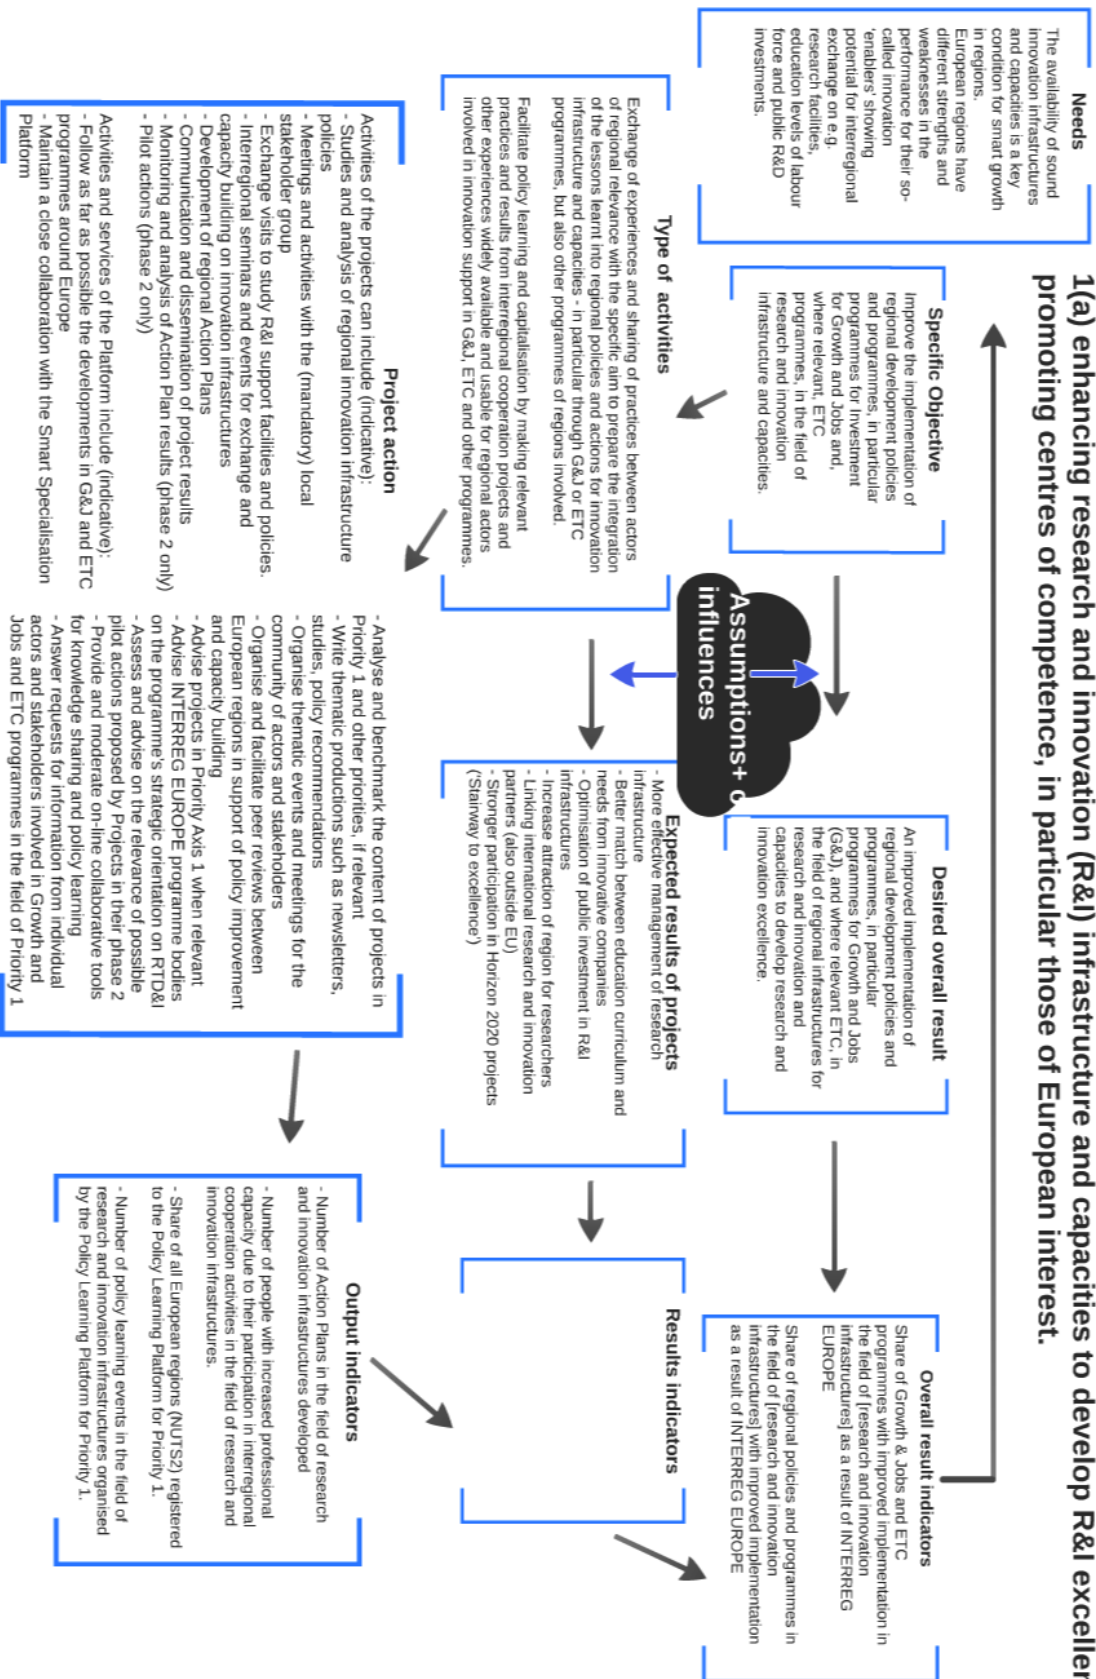 1(a) enhancing research and innovation (R&I) infrastructure and capacities to develop R&I
promoting centres of competence, in particular those of European interest.
Needs
The availability of sound
innovation infrastructures
and capacities is a key
condition for smart growth
in regions.
European regions have
different strengths and
weaknesses in the
performance for their so-
called innovation
'enablers' showing
potential for interregional
exchange on e.g.
research facilities,
education levels of labour
force and public R&D
investments.
Specific Objective
Improve the implementation of
regional development policies
and programmes, in particular
programmes for Investment
for Growth and Jobs and,
where relevant, ETC
programmes, in the field of
research and innovation
infrastructure and capacities.
Desired overall result
An improved implementation of
regional development policies and
programmes, in particular
programmes for Growth and Jobs
(G&J), and where relevant ETC, in
the field of regional infrastructures for
research and innovation and
capacities to develop research and
innovation excellence.
Overall result indicators
Share of Growth & Jobs and ETC
programmes with improved implementation in
the field of [research and innovation
infrastructures] as a result of INTERREG
EUROPE
Share of regional policies and programmes in
the field of [research and innovation
infrastructures] with improved implementation
as a result of INTERREG EUROPE
Assumptions+
influences
Type of activities
Exchange of experiences and sharing of practices between actors
of regional relevance with the specific aim to prepare the integration
of the lessons learnt into regional policies and actions for innovation
infrastructure and capacities - in particular through G&J or ETC
programmes, but also other programmes of regions involved.
Facilitate policy learning and capitalisation by making relevant
practices and results from interregional cooperation projects and
other experiences widely available and usable for regional actors
involved in innovation support in G&J, ETC and other programmes.
Expected results of projects
- More effective management of research
infrastructure
- Better match between education curriculum and
needs from innovative companies
- Optimisation of public investment in R&I
infrastructures
- Increase attraction of region for researchers
- Linking international research and innovation
partners (also outside EU)
- Stronger participation in Horizon 2020 projects
('Stairway to excellence')
Results indicators
Project action
Activities of the projects can include (indicative):
- Studies and analysis of regional innovation infrastructure
policies
- Meetings and activities with the (mandatory) local
stakeholder group
- Exchange visits to study R&I support facilities and policies.
- Interregional seminars and events for exchange and
capacity building on innovation infrastructures
- Development of regional Action Plans
- Communication and dissemination of project results
- Monitoring and analysis of Action Plan results (phase 2 only)
- Pilot actions (phase 2 only)
Activities and services of the Platform include (indicative):
- Follow as far as possible the developments in G&J and ETC
programmes around Europe
- Maintain a close collaboration with the Smart Specialisation
Platform
- Analyse and benchmark the content of projects in
Priority 1 and other priorities, if relevant
- Write thematic productions such as newsletters,
studies, policy recommendations
- Organise thematic events and meetings for the
community of actors and stakeholders
- Organise and facilitate peer reviews between
European regions in support of policy improvement
and capacity building
- Advise projects in Priority Axis 1 when relevant
- Advise INTERREG EUROPE programme bodies
on the programme's strategic orientation on RTD&I
- Assess and advise on the relevance of possible
pilot actions proposed by Projects in their phase 2
- Provide and moderate on-line collaborative tools
for knowledge sharing and policy learning
- Answer requests for information from individual
actors and stakeholders involved in Growth and
Jobs and ETC programmes in the field of Priority 1
Output indicators
- Number of Action Plans in the field of research
and innovation infrastructures developed
- Number of people with increased professional
capacity due to their participation in interregional
cooperation activities in the field of research and
innovation infrastructures.
- Share of all European regions (NUTS2) registered
to the Policy Learning Platform for Priority 1.
- Number of policy learning events in the field of
research and innovation infrastructures organised
by the Policy Learning Platform for Priority 1.